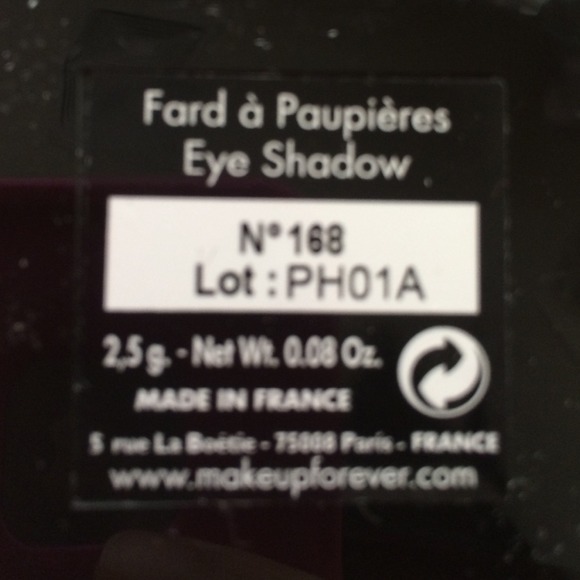 Fard à Paupières
Eye Shadow
N° 168
Lot : PH01A
2,5 g. - Net Wt. 0.08 Oz.
MADE IN FRANCE
5 rue La Boëtie - 75008 Paris - FRANCE
www.makeupforever.com